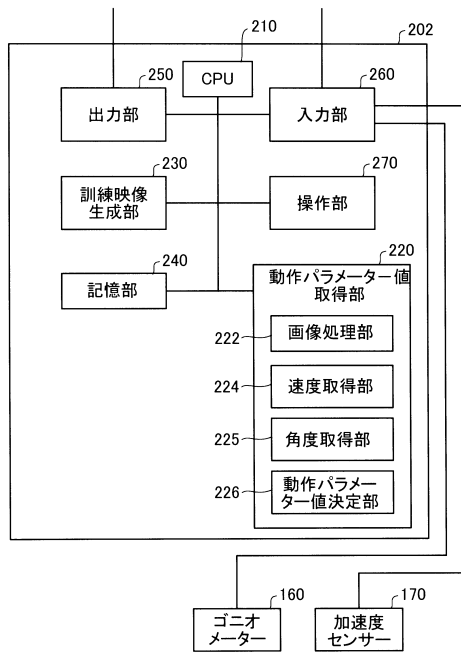 210
202
CPU
250
出力部
260
入力部
230
訓練映像
生成部
270
操作部
240
記憶部
220
動作パラメーター値
取得部
222
画像処理部
224
速度取得部
225
角度取得部
226
動作パラメ
ーター値決定部
160
ゴニオ
メーター
170
加速度
センサー